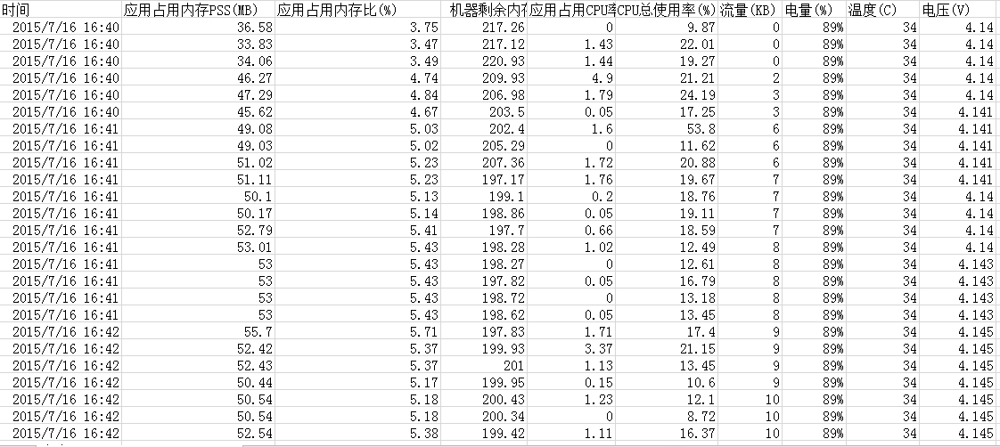 时间 应用占用内存PSS(MB) 应用占用内存比(%) 机器剩余内存 应用占用CPU率 CPU总使用率(%) 流量(KB) 电量(%) 温度(C) 电压(V)
2015/7/16 16:40 36.58 3.75 217.26 0 9.87 0 89% 34 4.14
2015/7/16 16:40 33.83 3.47 217.12 1.43 22.01 0 89% 34 4.14
2015/7/16 16:40 34.06 3.49 220.93 1.44 19.27 0 89% 34 4.14
2015/7/16 16:40 46.27 4.74 209.93 4.9 21.21 2 89% 34 4.14
2015/7/16 16:40 47.29 4.84 206.98 1.79 24.19 3 89% 34 4.14
2015/7/16 16:40 45.62 4.67 203.5 0.05 17.25 3 89% 34 4.141
2015/7/16 16:41 49.08 5.03 202.4 1.6 53.8 6 89% 34 4.141
2015/7/16 16:41 49.03 5.02 205.29 0 11.62 6 89% 34 4.141
2015/7/16 16:41 51.02 5.23 207.36 1.72 20.88 6 89% 34 4.141
2015/7/16 16:41 51.11 5.23 197.17 1.76 19.67 7 89% 34 4.141
2015/7/16 16:41 50.1 5.13 199.1 0.2 18.76 7 89% 34 4.14
2015/7/16 16:41 50.17 5.14 198.86 0.05 19.11 7 89% 34 4.14
2015/7/16 16:41 52.79 5.41 197.7 0.66 18.59 7 89% 34 4.14
2015/7/16 16:41 53.01 5.43 198.28 1.02 12.49 8 89% 34 4.14
2015/7/16 16:41 53 5.43 198.27 0 12.61 8 89% 34 4.143
2015/7/16 16:41 53 5.43 197.82 0.05 16.79 8 89% 34 4.143
2015/7/16 16:41 53 5.43 198.72 0 13.18 8 89% 34 4.143
2015/7/16 16:41 53 5.43 198.62 0.05 13.45 8 89% 34 4.143
2015/7/16 16:42 55.7 5.71 197.83 1.71 17.4 9 89% 34 4.145
2015/7/16 16:42 52.42 5.37 199.93 3.37 21.15 9 89% 34 4.145
2015/7/16 16:42 52.43 5.37 201 1.13 13.45 9 89% 34 4.145
2015/7/16 16:42 50.44 5.17 199.95 0.15 10.6 9 89% 34 4.145
2015/7/16 16:42 50.54 5.18 200.43 1.23 12.1 10 89% 34 4.145
2015/7/16 16:42 50.54 5.18 200.34 0 8.72 10 89% 34 4.145
2015/7/16 16:42 52.54 5.38 199.42 1.11 16.37 10 89% 34 4.145